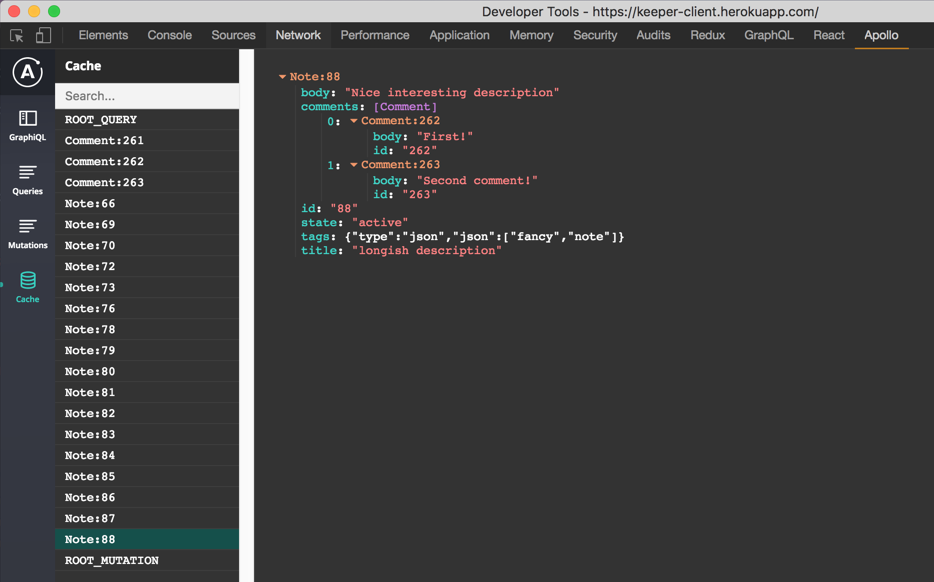 Developer Tools - https://keeper-client.herokuapp.com/
Elements Console Sources Network Performance Application Memory Security Audits Redux GraphQL React Apollo
A
GraphiQL
Queries
Mutations
Cache
Cache
Search...
ROOT_QUERY
Comment:261
Comment:262
Comment:263
Note:66
Note:69
Note:70
Note:72
Note:73
Note:76
Note:78
Note:79
Note:80
Note:81
Note:82
Note:83
Note:84
Note:85
Note:86
Note:87
Note:88
ROOT_MUTATION
Note:88
body: "Nice interesting description"
comments: [Comment]
0: Comment:262
body: "First!"
id: "262"
1: Comment:263
body: "Second comment!"
id: "263"
id: "88"
state: "active"
tags: {"type":"json","json":["fancy","note"]}
title: "longish description"